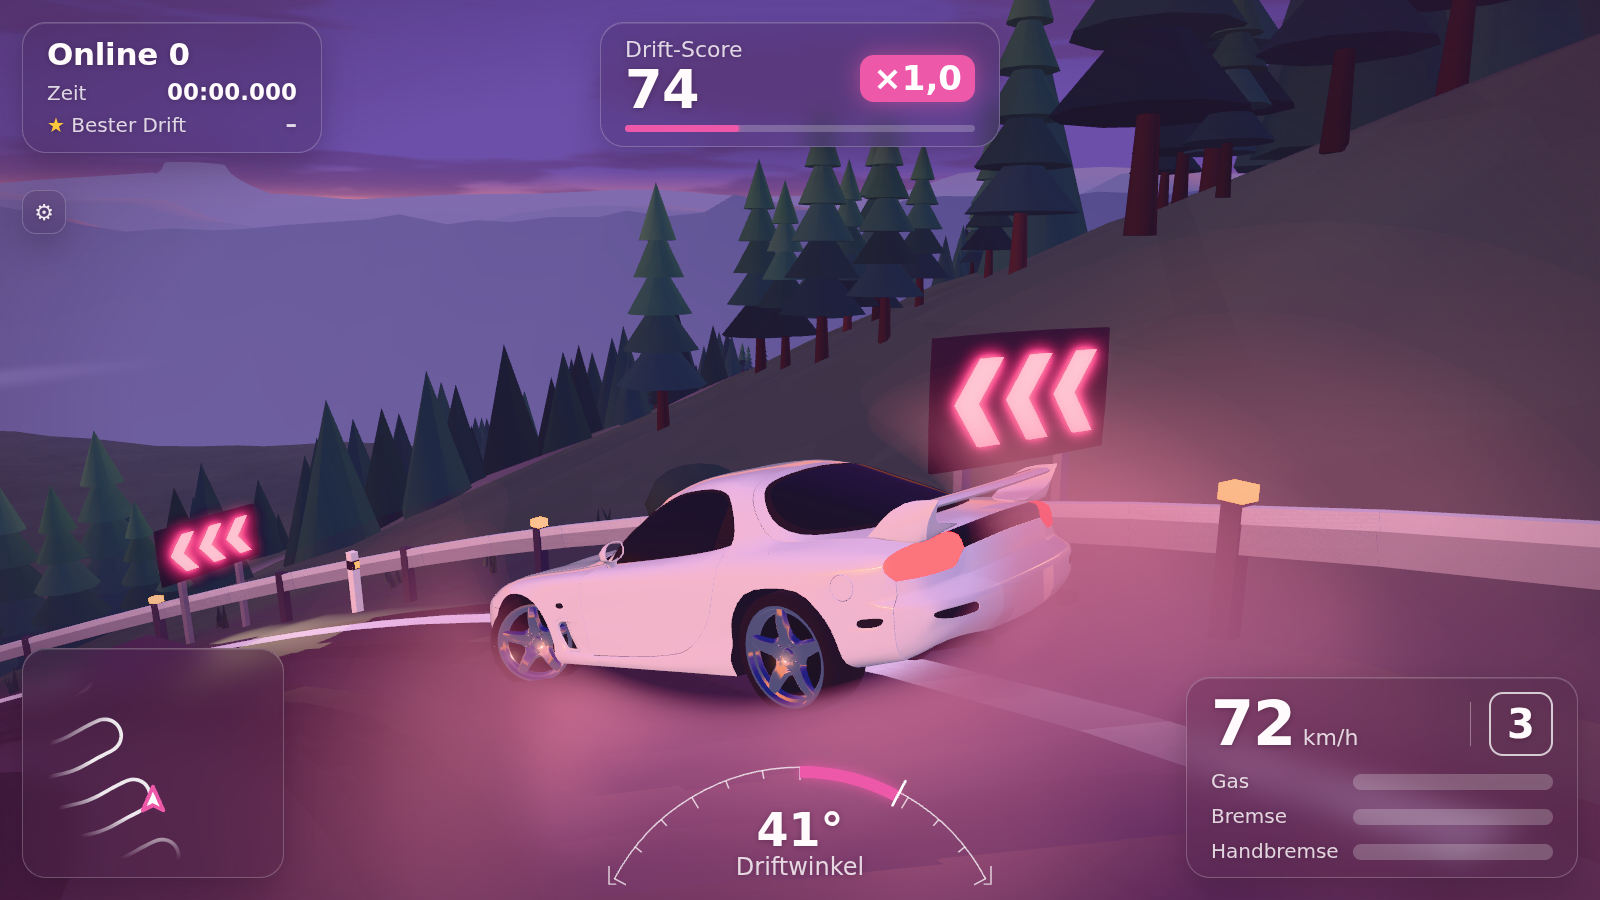 Online 0
Zeit 00:00.000
★ Bester Drift –
Drift-Score
74
×1,0
72 km/h
3
Gas
Bremse
Handbremse
41°
Driftwinkel